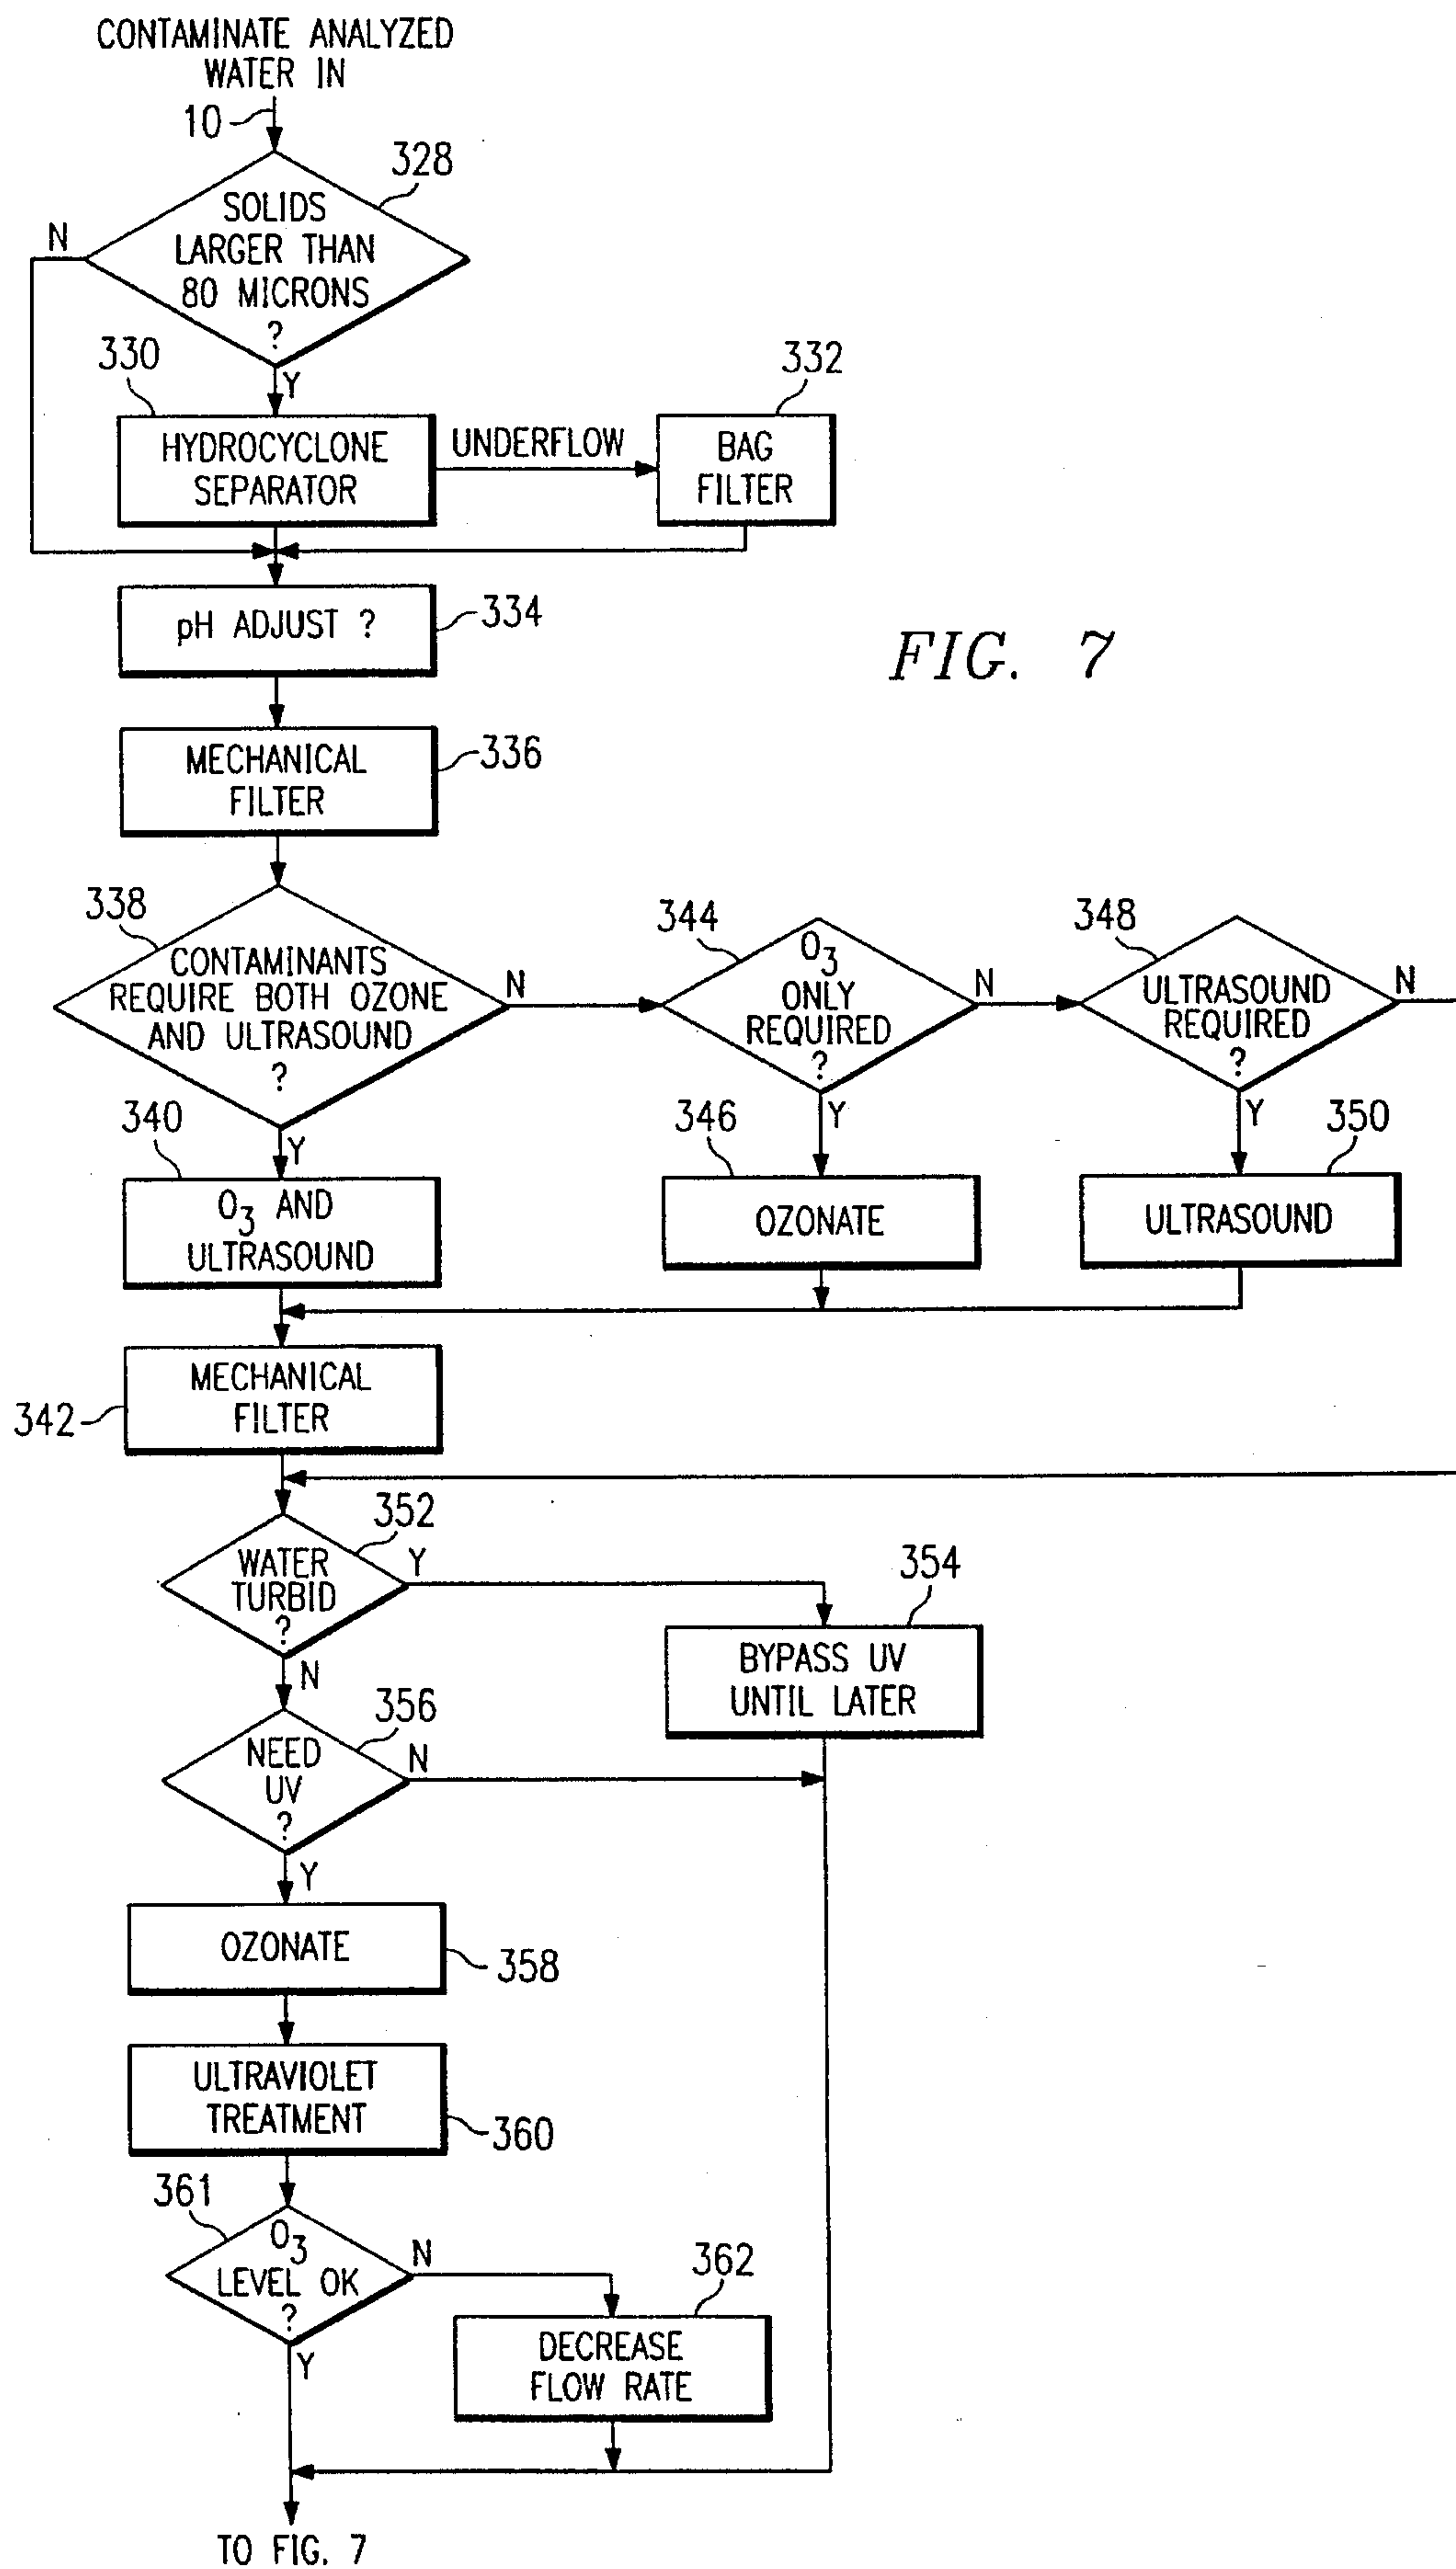 CONTAMINATE ANALYZED
WATER IN
10
328
SOLIDS
LARGER THAN
80 MICRONS
?
N
Y
330
HYDROCYCLONE
SEPARATOR
UNDERFLOW
332
BAG
FILTER
pH ADJUST ?
334
FIG. 7
MECHANICAL
FILTER
336
338
CONTAMINANTS
REQUIRE BOTH OZONE
AND ULTRASOUND
?
N
Y
344
O3
ONLY
REQUIRED
?
N
Y
348
ULTRASOUND
REQUIRED
?
N
Y
340
O3 AND
ULTRASOUND
346
OZONATE
350
ULTRASOUND
342
MECHANICAL
FILTER
352
WATER
TURBID
?
Y
N
354
BYPASS UV
UNTIL LATER
356
NEED
UV
?
N
Y
OZONATE
358
ULTRAVIOLET
TREATMENT
360
361
O3
LEVEL OK
?
N
Y
362
DECREASE
FLOW RATE
TO FIG. 7